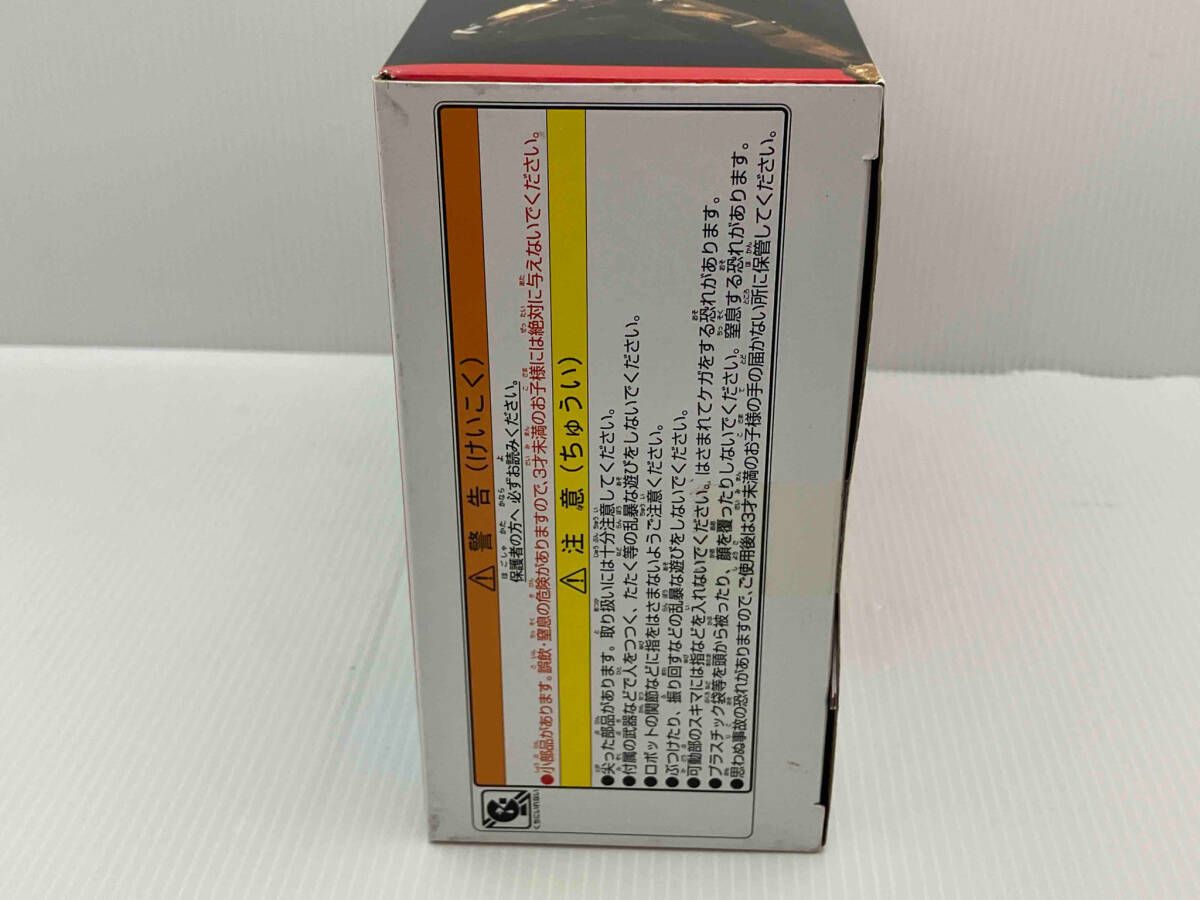 ⚠ 警告(けいこく)
保護者の方へ 必ずお読みください。
●小部品があります。誤飲・窒息の危険がありますので、3才未満のお子様には絶対に与えないでください。
⚠ 注意(ちゅうい)
●尖った部品があります。取り扱いには十分注意してください。
●付属の武器などで人をつつく、たたく等の乱暴な遊びをしないでください。
●ロボットの関節などに指をはさまないようご注意ください。
●ぶつけたり、振り回すなどの乱暴な遊びをしないでください。
●可動部のスキマには指などを入れないでください。はさまれてケガをする恐れがあります。
●プラスチック袋等を頭から被ったり、顔を覆ったりしないでください。窒息する恐れがあります。
●思わぬ事故の恐れがありますので、ご使用後は3才未満のお子様の手の届かない所に保管してください。
くちにいれない